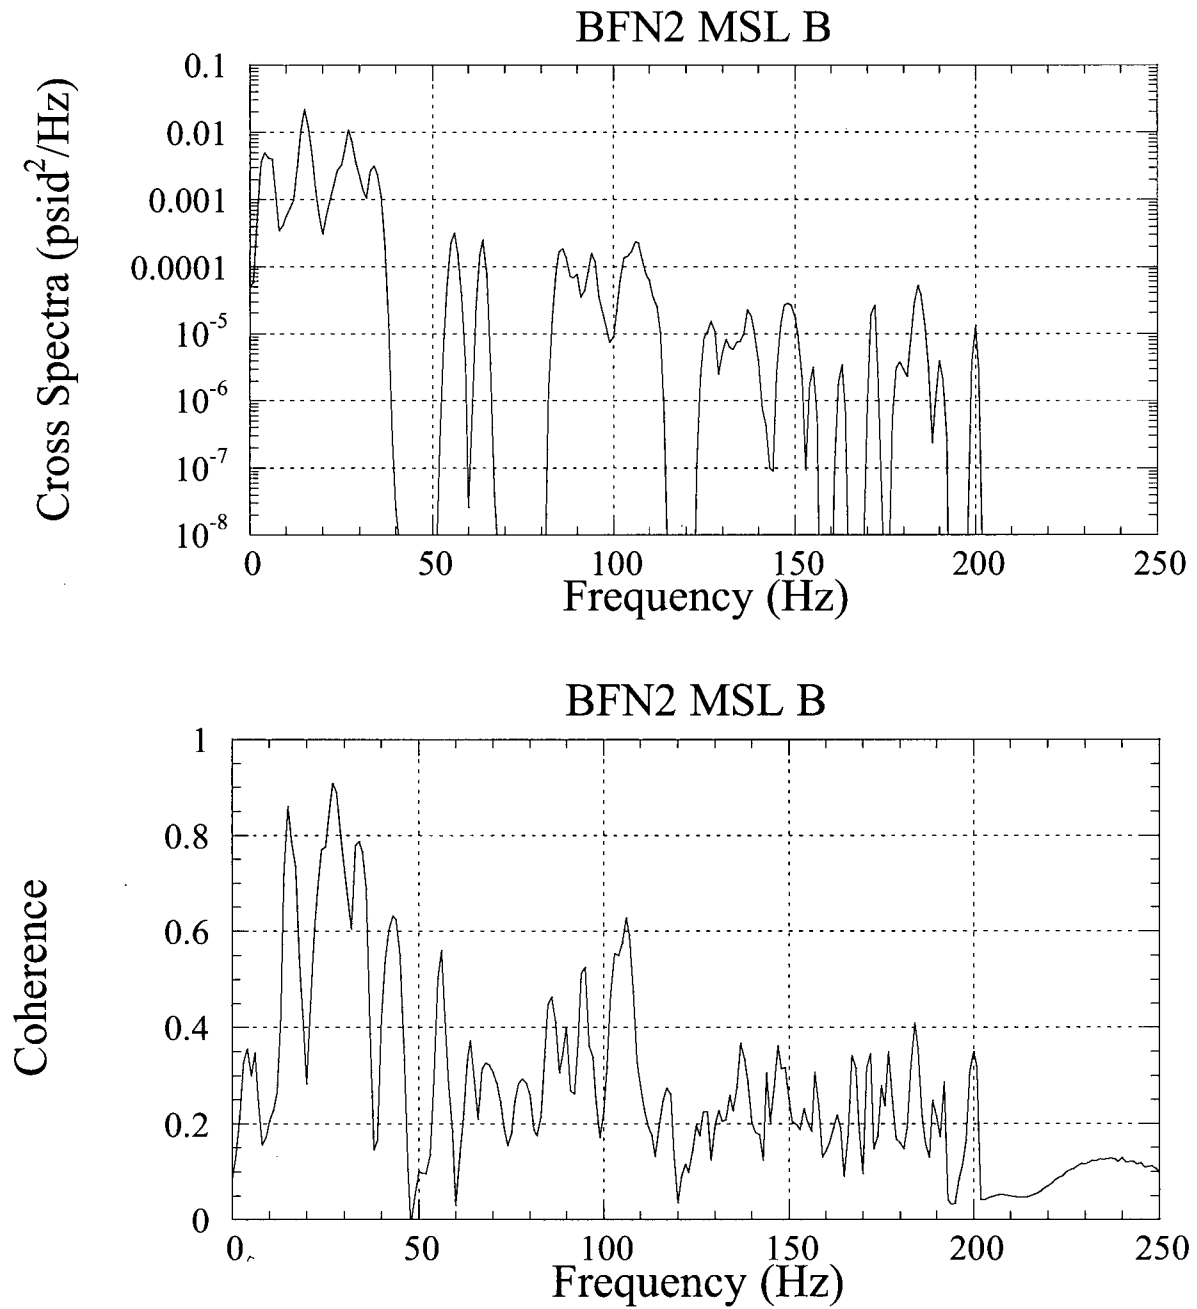 BFN2 MSL B
Cross Spectra (psid²/Hz)
0.1
0.01
0.001
0.0001
10⁻⁵
10⁻⁶
10⁻⁷
10⁻⁸
0 50 100 150 200 250
Frequency (Hz)
BFN2 MSL B
Coherence
1
0.8
0.6
0.4
0.2
0
0 50 100 150 200 250
Frequency (Hz)